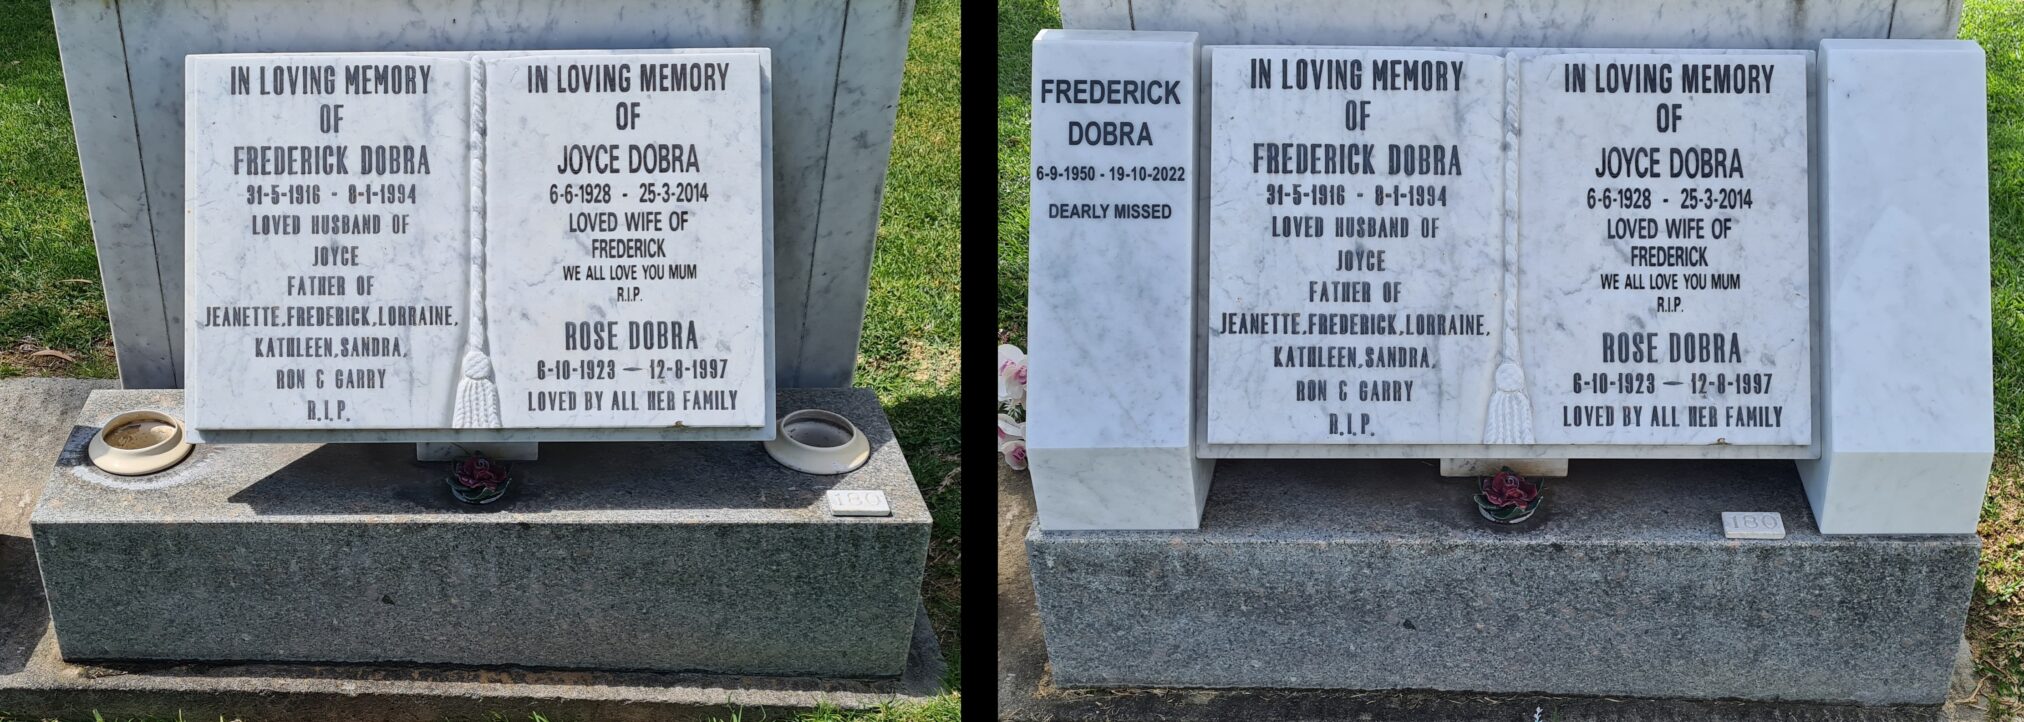 IN LOVING MEMORY
OF
FREDERICK DOBRA
31-5-1916 - 8-1-1994
LOVED HUSBAND OF
JOYCE
FATHER OF
JEANETTE,FREDERICK,LORRAINE,
KATHLEEN,SANDRA,
RON & GARRY
R.I.P.
IN LOVING MEMORY
OF
JOYCE DOBRA
6-6-1928 - 25-3-2014
LOVED WIFE OF
FREDERICK
WE ALL LOVE YOU MUM
R.I.P.
ROSE DOBRA
6-10-1923 — 12-8-1997
LOVED BY ALL HER FAMILY
180
FREDERICK
DOBRA
6-9-1950 - 19-10-2022
DEARLY MISSED
IN LOVING MEMORY
OF
FREDERICK DOBRA
31-5-1916 - 8-1-1994
LOVED HUSBAND OF
JOYCE
FATHER OF
JEANETTE,FREDERICK,LORRAINE,
KATHLEEN,SANDRA,
RON & GARRY
R.I.P.
IN LOVING MEMORY
OF
JOYCE DOBRA
6-6-1928 - 25-3-2014
LOVED WIFE OF
FREDERICK
WE ALL LOVE YOU MUM
R.I.P.
ROSE DOBRA
6-10-1923 — 12-8-1997
LOVED BY ALL HER FAMILY
180